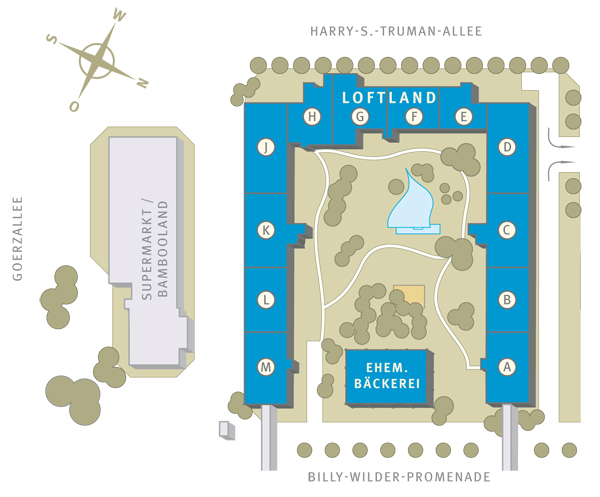 HARRY-S.-TRUMAN-ALLEE
W
S
N
O
LOFTLAND
H
G
F
E
J
D
K
C
L
B
M
A
EHEM.
BÄCKEREI
GOERZALLEE
SUPERMARKT /
BAMBOOLAND
BILLY-WILDER-PROMENADE